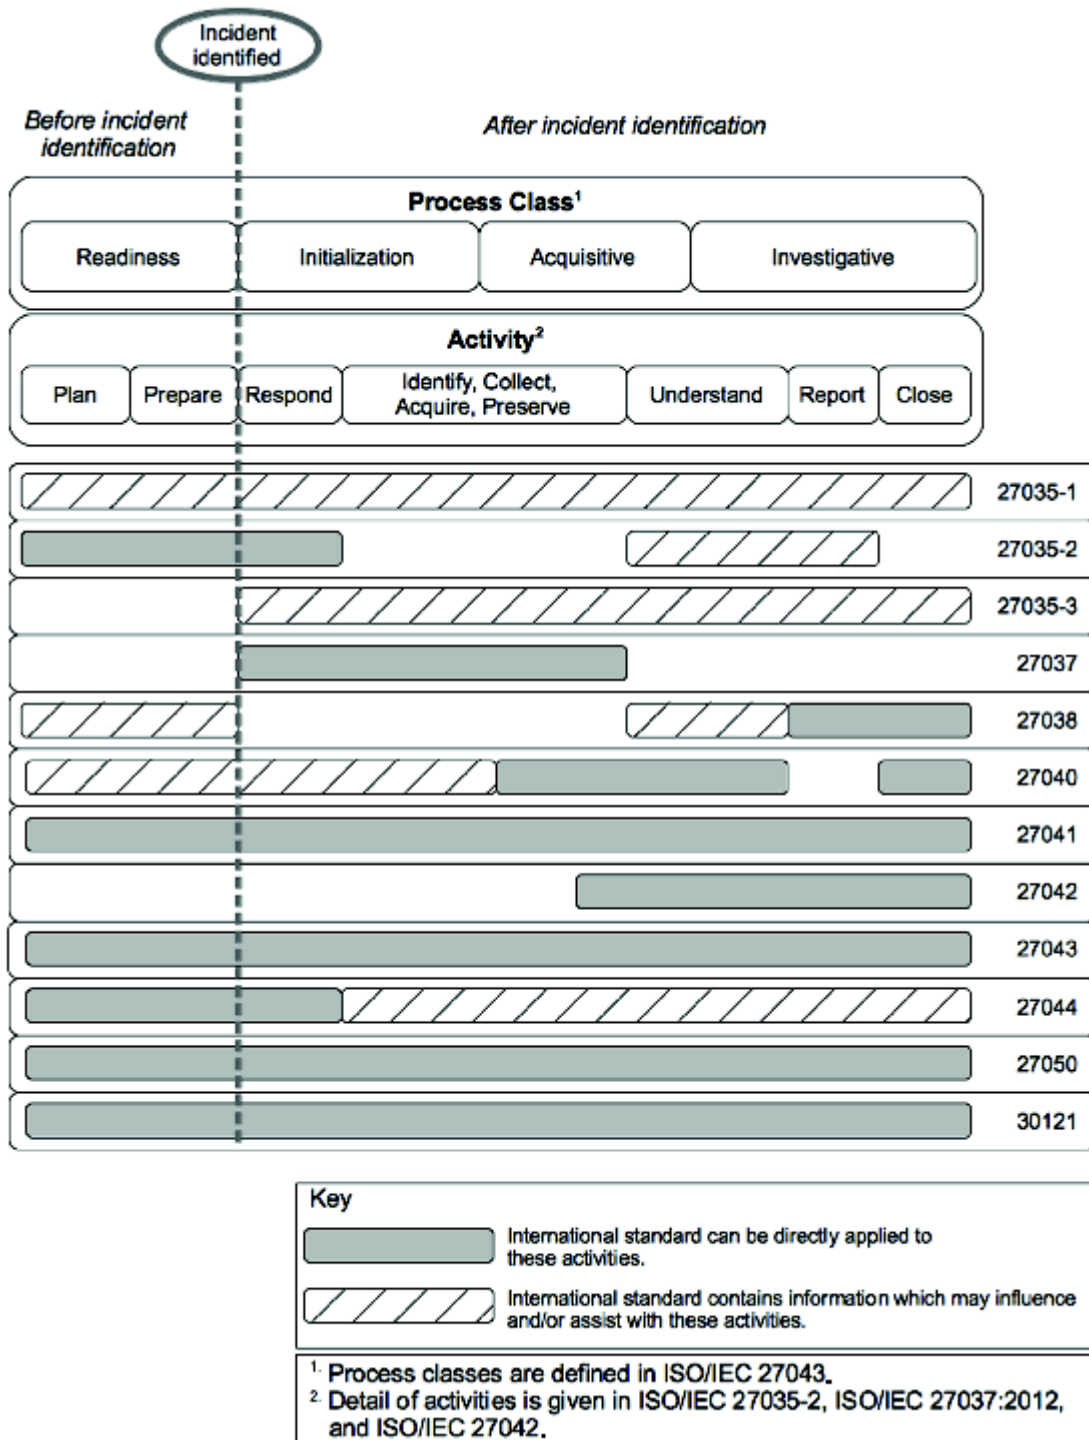 Incident
identified
Before incident
identification
After incident identification
Process Class¹
Readiness
Initialization
Acquisitive
Investigative
Activity²
Plan
Prepare
Respond
Identify, Collect,
Acquire, Preserve
Understand
Report
Close
27035-1
27035-2
27035-3
27037
27038
27040
27041
27042
27043
27044
27050
30121
Key
International standard can be directly applied to
these activities.
International standard contains information which may influence
and/or assist with these activities.
1. Process classes are defined in ISO/IEC 27043.
2. Detail of activities is given in ISO/IEC 27035-2, ISO/IEC 27037:2012,
and ISO/IEC 27042.